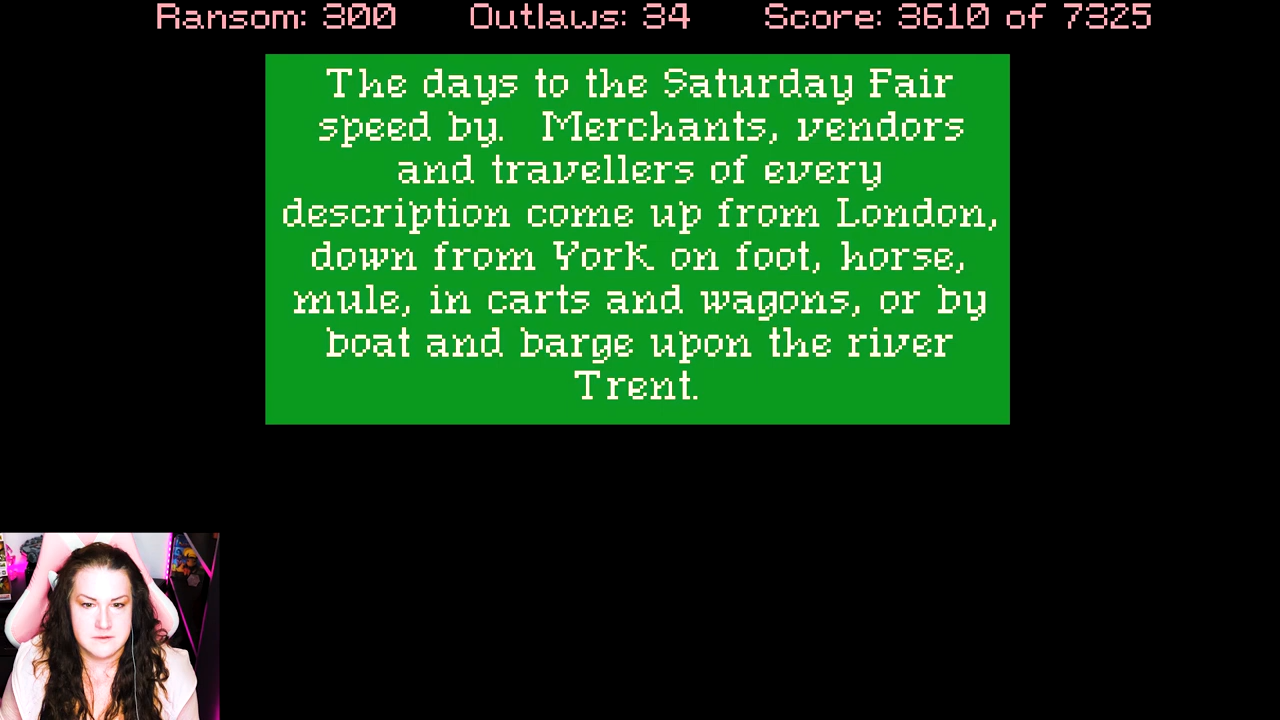 Ransom: 300 Outlaws: 34 Score: 3610 of 7325
The days to the Saturday Fair
speed by. Merchants, vendors
and travellers of every
description come up from London,
down from York on foot, horse,
mule, in carts and wagons, or by
boat and barge upon the river
Trent.